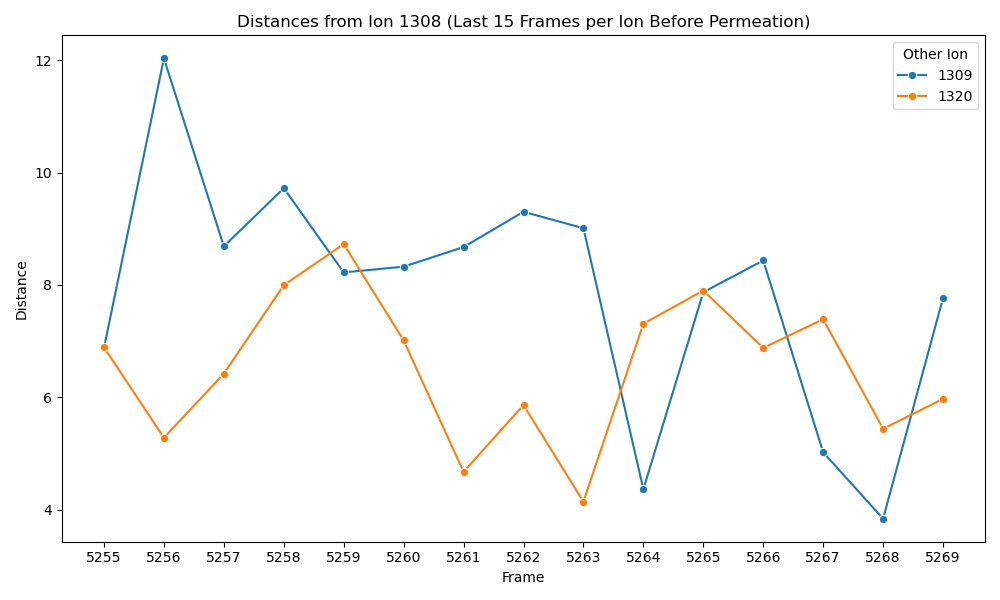 Distances from Ion 1308 (Last 15 Frames per Ion Before Permeation)
Other Ion
1309
1320
12
10
8
6
4
Distance
5255 5256 5257 5258 5259 5260 5261 5262 5263 5264 5265 5266 5267 5268 5269
Frame